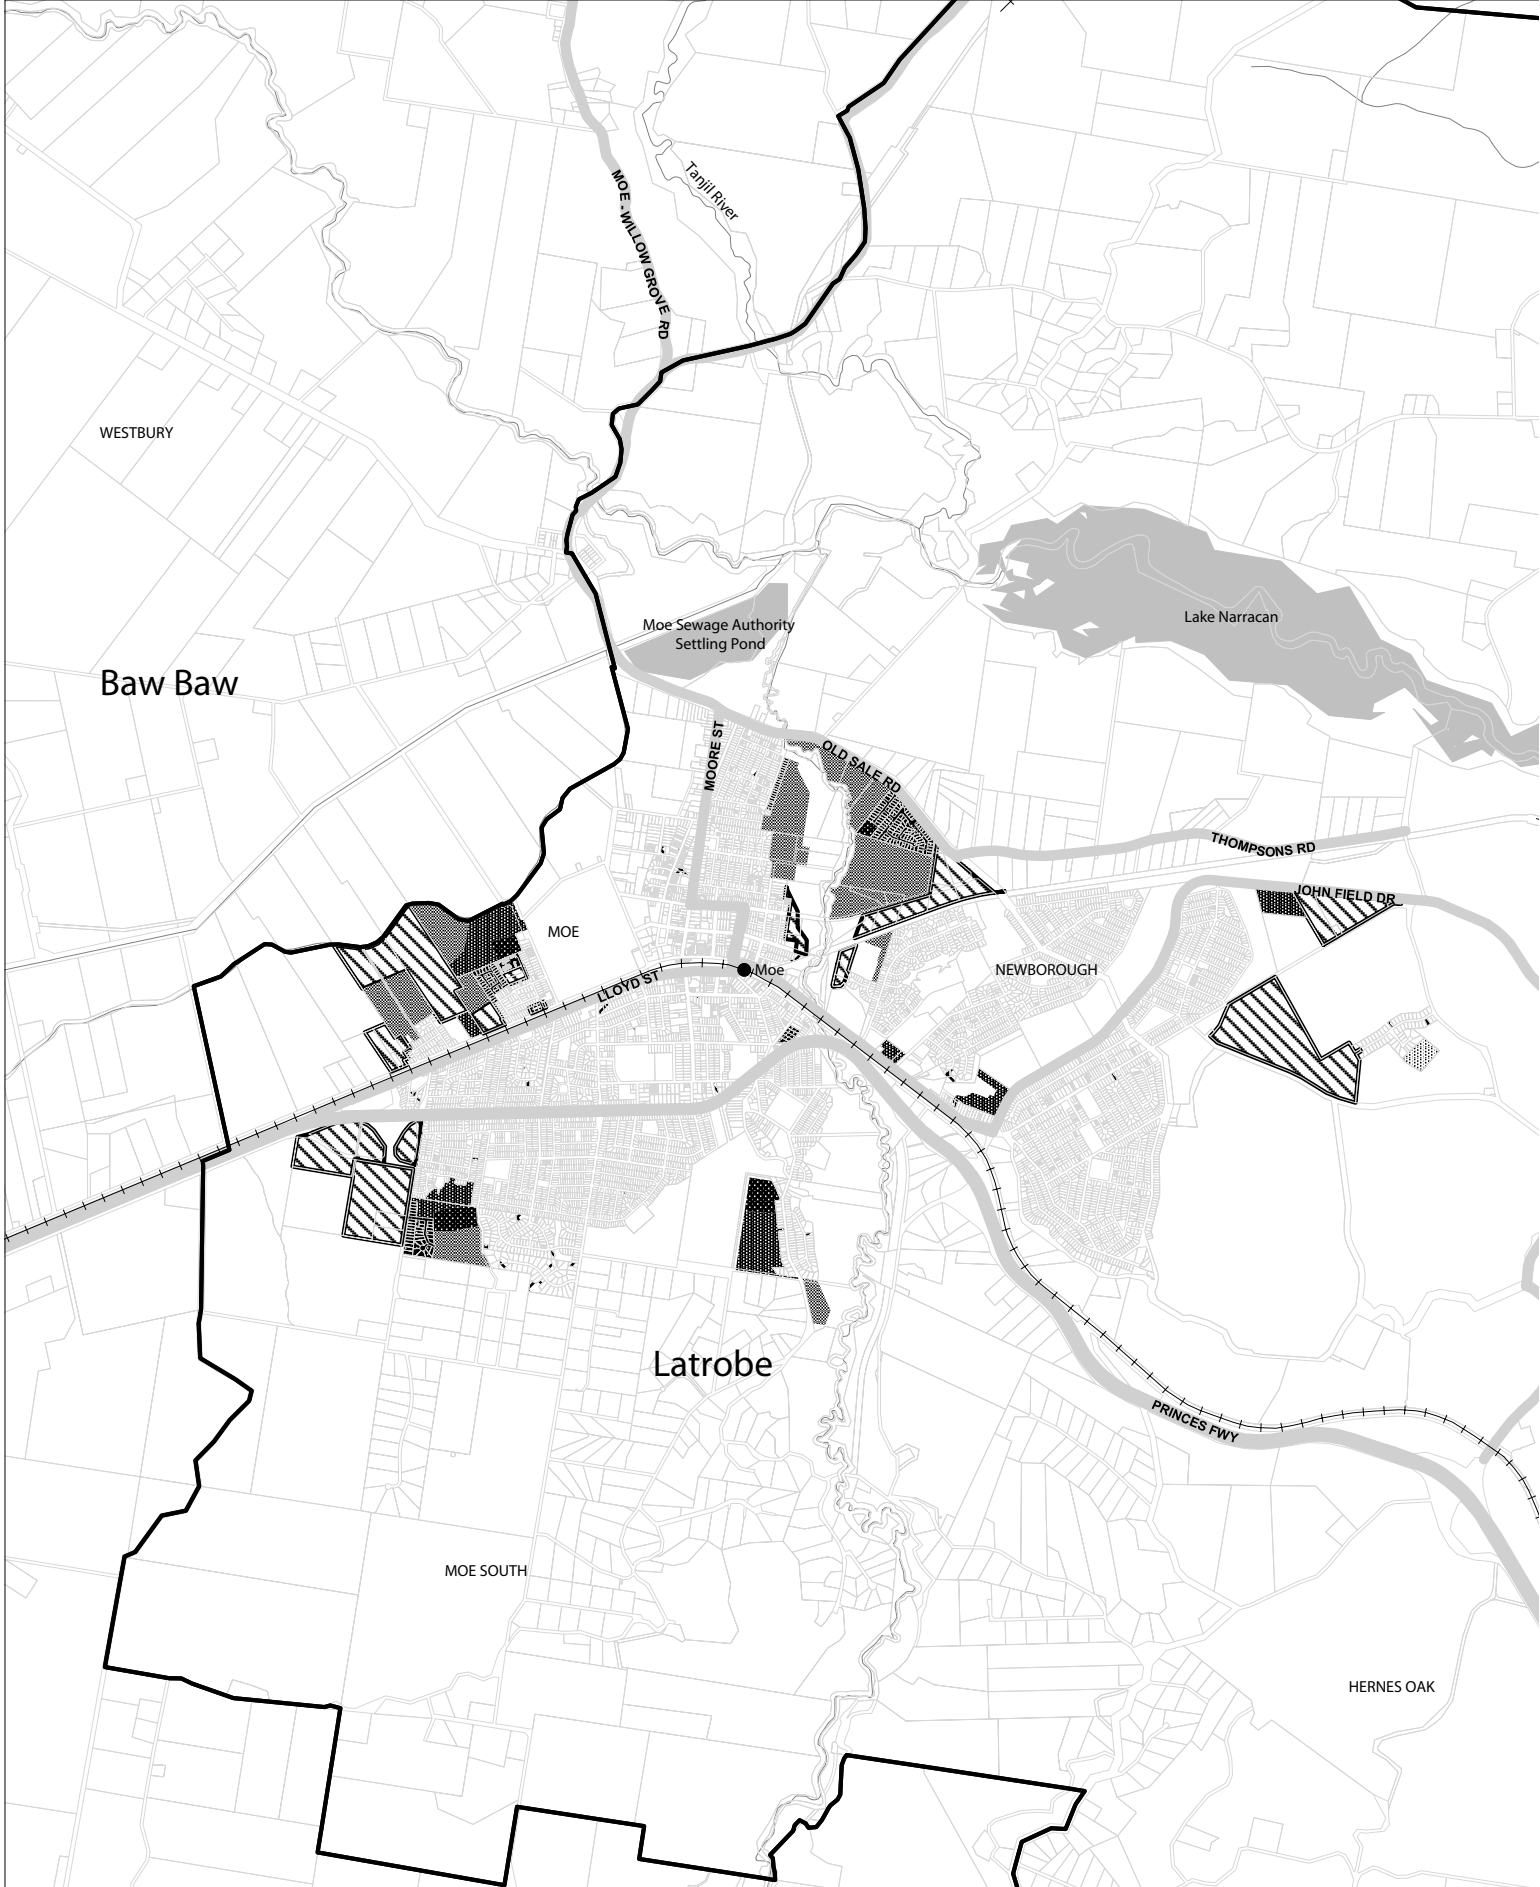 Tanjil River
MOE - WILLOW GROVE RD
WESTBURY
Lake Narracan
Moe Sewage Authority
Settling Pond
Baw Baw
MOORE ST
OLD SALE RD
THOMPSONS RD
JOHN FIELD DR
MOE
Moe
NEWBOROUGH
LLOYD ST
Latrobe
PRINCES FWY
MOE SOUTH
HERNES OAK